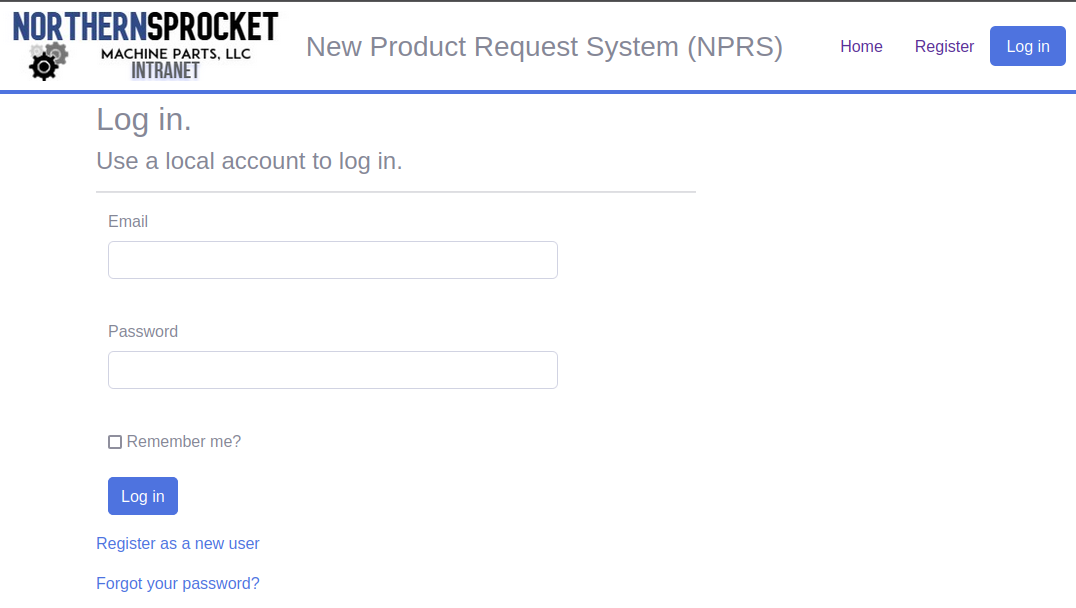 NORTHERNSPROCKET
MACHINE PARTS, LLC
INTRANET
New Product Request System (NPRS)
Home
Register
Log in
Log in.
Use a local account to log in.
Email
Password
Remember me?
Log in
Register as a new user
Forgot your password?